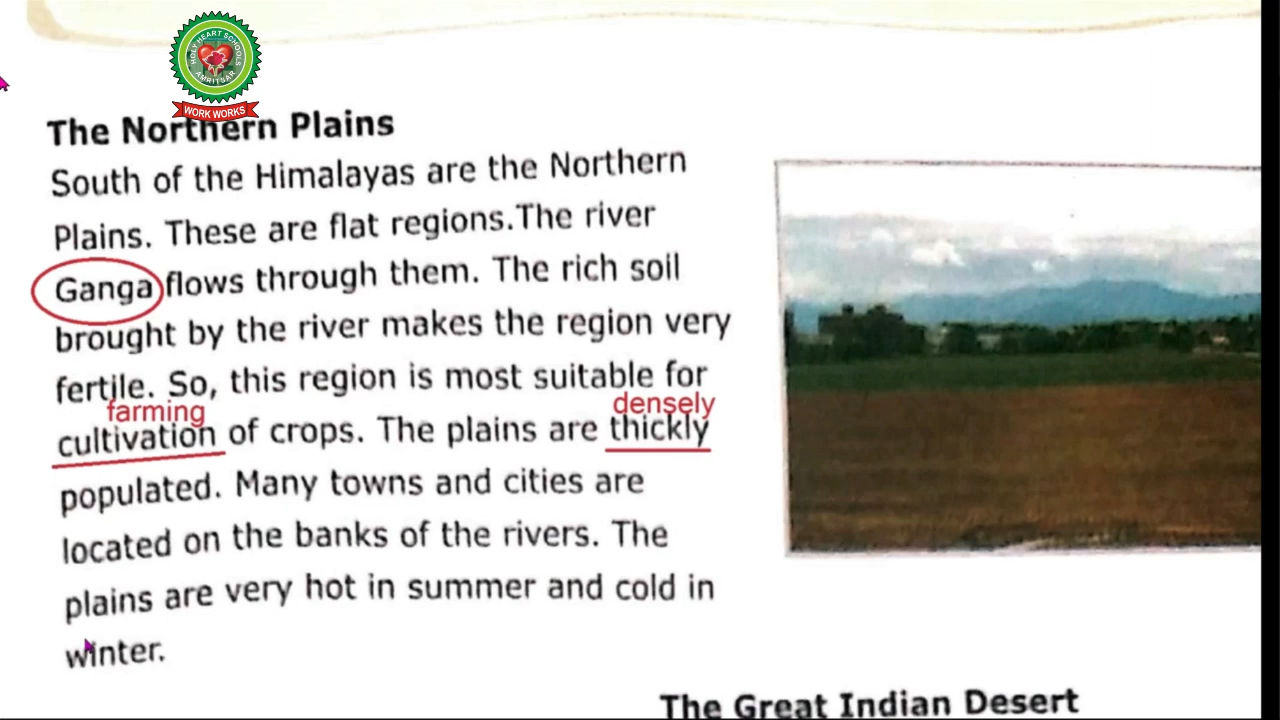 HOLY HEART SCHOOLS
AMRITSAR
WORK WORKS
The Northern Plains
South of the Himalayas are the Northern
Plains. These are flat regions.The river
Ganga flows through them. The rich soil
brought by the river makes the region very
fertile. So, this region is most suitable for
farming densely
cultivation of crops. The plains are thickly
populated. Many towns and cities are
located on the banks of the rivers. The
plains are very hot in summer and cold in
winter.
The Great Indian Desert